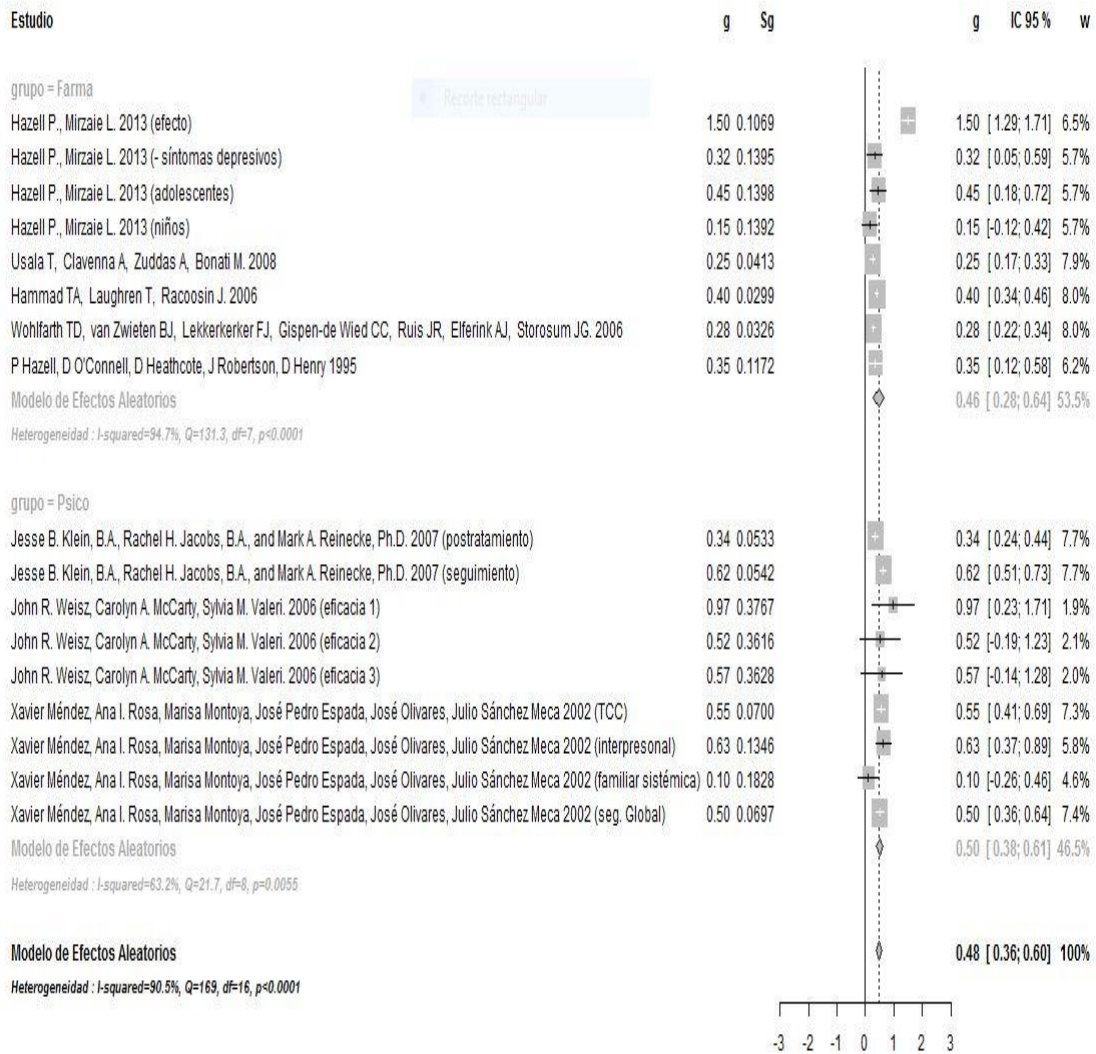 Estudio g Sg g IC 95 % w
grupo = Farma
Recorte rectangular
Hazell P., Mirzaie L. 2013 (efecto) 1.50 0.1069 1.50 [ 1.29; 1.71] 6.5%
Hazell P., Mirzaie L. 2013 (- síntomas depresivos) 0.32 0.1395 0.32 [ 0.05; 0.59] 5.7%
Hazell P., Mirzaie L. 2013 (adolescentes) 0.45 0.1398 0.45 [ 0.18; 0.72] 5.7%
Hazell P., Mirzaie L. 2013 (niños) 0.15 0.1392 0.15 [-0.12; 0.42] 5.7%
Usala T, Clavenna A, Zuddas A, Bonati M. 2008 0.25 0.0413 0.25 [ 0.17; 0.33] 7.9%
Hammad TA, Laughren T, Racoosin J. 2006 0.40 0.0299 0.40 [ 0.34; 0.46] 8.0%
Wohlfarth TD, van Zwieten BJ, Lekkerkerker FJ, Gispen-de Wied CC, Ruis JR, Elferink AJ, Storosum JG. 2006 0.28 0.0326 0.28 [ 0.22; 0.34] 8.0%
P Hazell, D O'Connell, D Heathcote, J Robertson, D Henry 1995 0.35 0.1172 0.35 [ 0.12; 0.58] 6.2%
Modelo de Efectos Aleatorios 0.46 [ 0.28; 0.64] 53.5%
Heterogeneidad : I-squared=94.7%, Q=131.3, df=7, p<0.0001
grupo = Psico
Jesse B. Klein, B.A., Rachel H. Jacobs, B.A., and Mark A. Reinecke, Ph.D. 2007 (postratamiento) 0.34 0.0533 0.34 [ 0.24; 0.44] 7.7%
Jesse B. Klein, B.A., Rachel H. Jacobs, B.A., and Mark A. Reinecke, Ph.D. 2007 (seguimiento) 0.62 0.0542 0.62 [ 0.51; 0.73] 7.7%
John R. Weisz, Carolyn A. McCarty, Sylvia M. Valeri. 2006 (eficacia 1) 0.97 0.3767 0.97 [ 0.23; 1.71] 1.9%
John R. Weisz, Carolyn A. McCarty, Sylvia M. Valeri. 2006 (eficacia 2) 0.52 0.3616 0.52 [-0.19; 1.23] 2.1%
John R. Weisz, Carolyn A. McCarty, Sylvia M. Valeri. 2006 (eficacia 3) 0.57 0.3628 0.57 [-0.14; 1.28] 2.0%
Xavier Méndez, Ana I. Rosa, Marisa Montoya, José Pedro Espada, José Olivares, Julio Sánchez Meca 2002 (TCC) 0.55 0.0700 0.55 [ 0.41; 0.69] 7.3%
Xavier Méndez, Ana I. Rosa, Marisa Montoya, José Pedro Espada, José Olivares, Julio Sánchez Meca 2002 (interpresonal) 0.63 0.1346 0.63 [ 0.37; 0.89] 5.8%
Xavier Méndez, Ana I. Rosa, Marisa Montoya, José Pedro Espada, José Olivares, Julio Sánchez Meca 2002 (familiar sistémica) 0.10 0.1828 0.10 [-0.26; 0.46] 4.6%
Xavier Méndez, Ana I. Rosa, Marisa Montoya, José Pedro Espada, José Olivares, Julio Sánchez Meca 2002 (seg. Global) 0.50 0.0697 0.50 [ 0.36; 0.64] 7.4%
Modelo de Efectos Aleatorios 0.50 [ 0.38; 0.61] 46.5%
Heterogeneidad : I-squared=63.2%, Q=21.7, df=8, p=0.0055
Modelo de Efectos Aleatorios 0.48 [ 0.36; 0.60] 100%
Heterogeneidad : I-squared=90.5%, Q=169, df=16, p<0.0001
-3 -2 -1 0 1 2 3